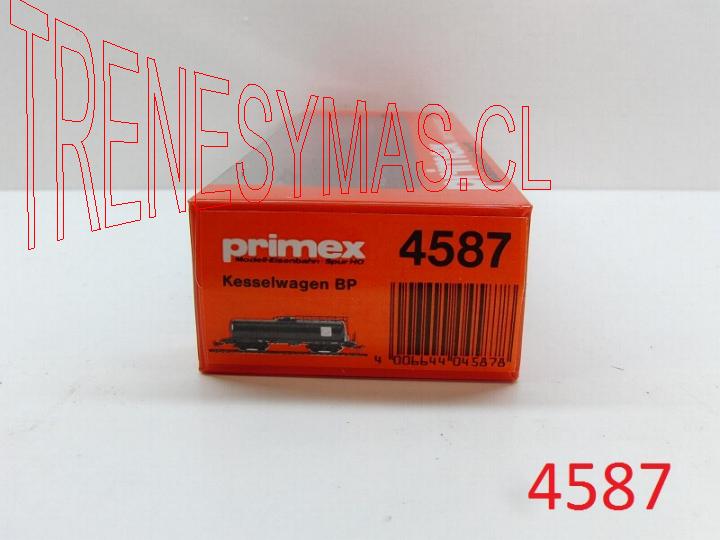 TRENESYMAS.CL
primex 4587
Modell-Eisenbahn Spur HO
Kesselwagen BP
4 006644 045878
4587